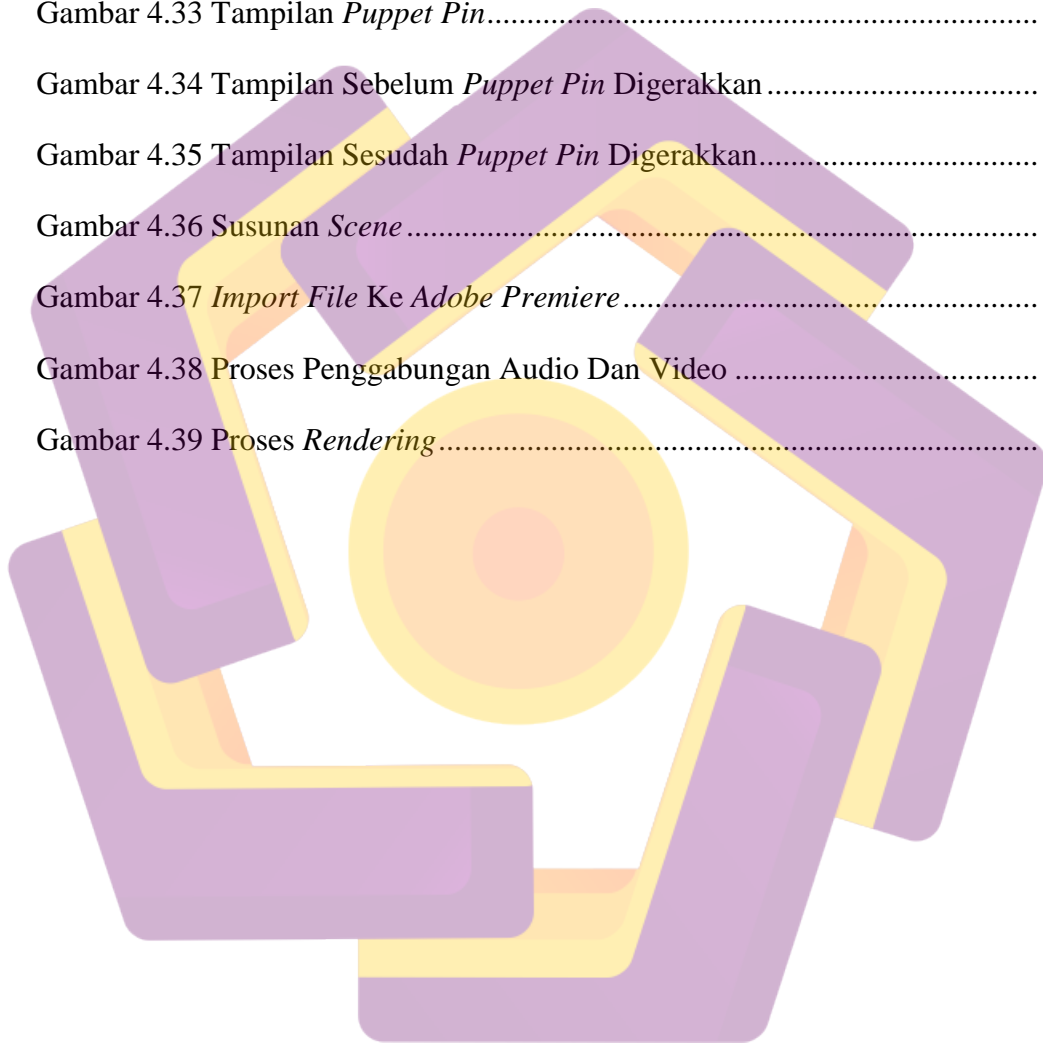 Gambar 4.33 Tampilan Puppet Pin....................................................................
Gambar 4.34 Tampilan Sebelum Puppet Pin Digerakkan..................................
Gambar 4.35 Tampilan Sesudah Puppet Pin Digerakkan...................................
Gambar 4.36 Susunan Scene..............................................................................
Gambar 4.37 Import File Ke Adobe Premiere....................................................
Gambar 4.38 Proses Penggabungan Audio Dan Video ......................................
Gambar 4.39 Proses Rendering...........................................................................